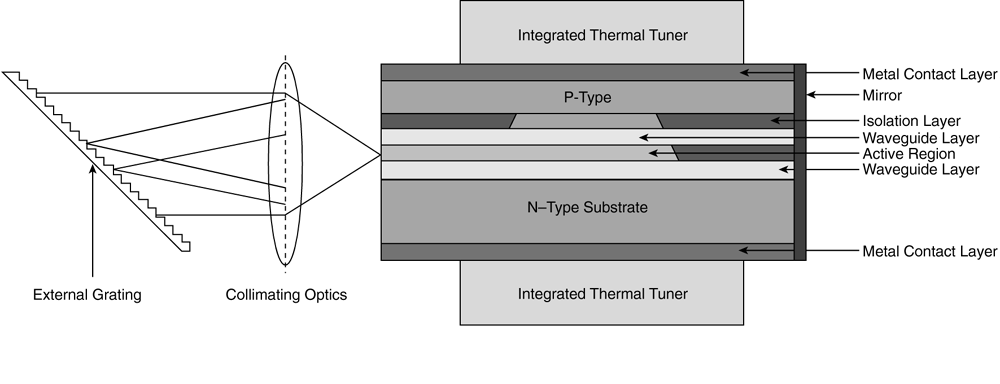 Integrated Thermal Tuner
Metal Contact Layer
P-Type
Mirror
Isolation Layer
Waveguide Layer
Active Region
Waveguide Layer
N–Type Substrate
Metal Contact Layer
External Grating
Collimating Optics
Integrated Thermal Tuner